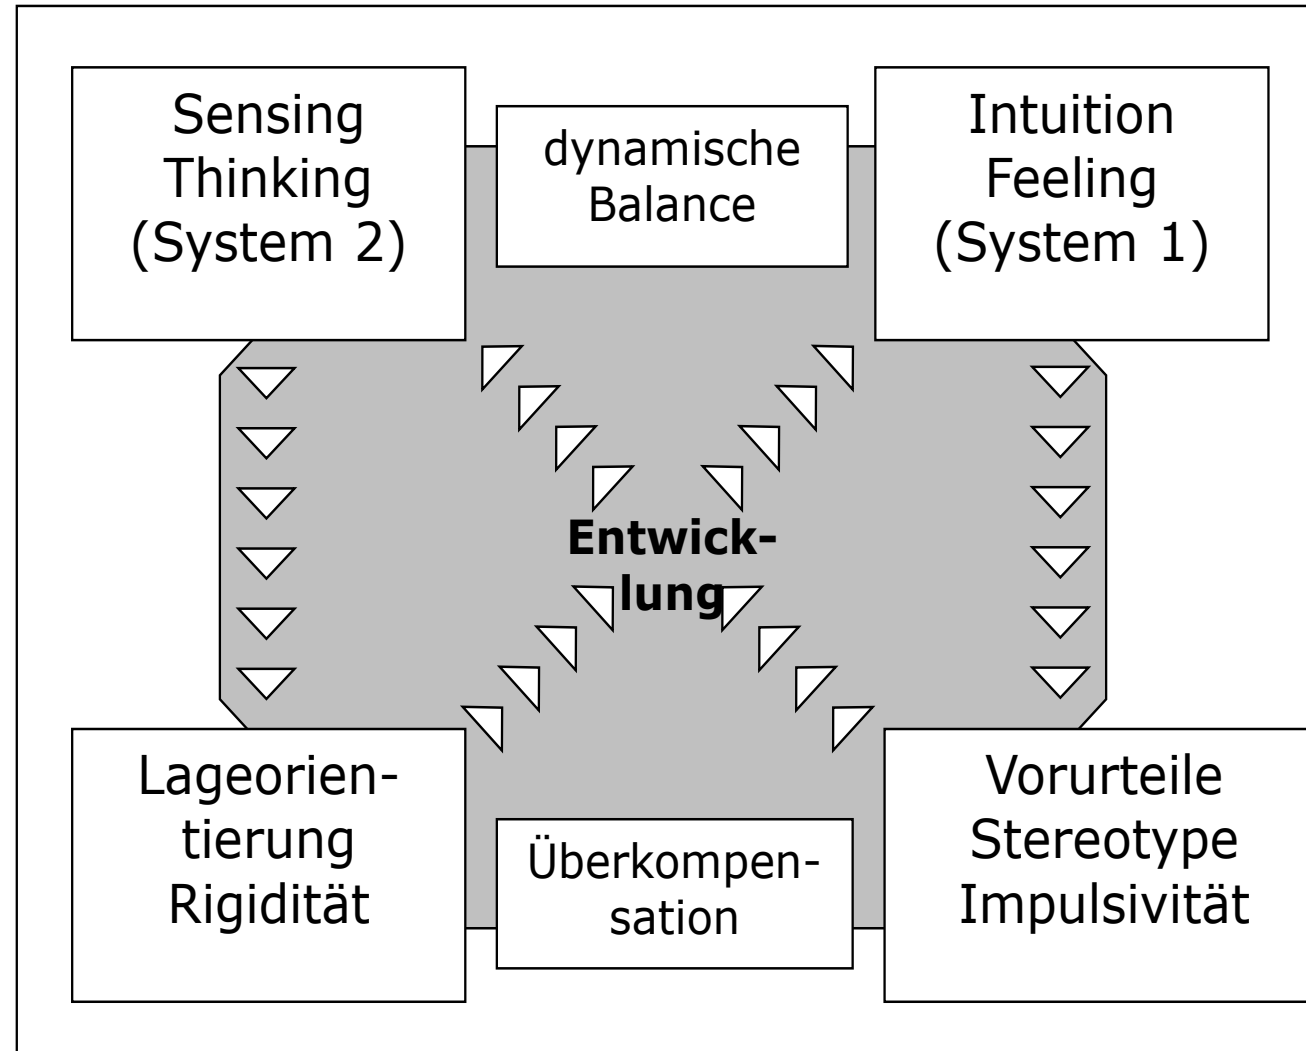 Sensing
Thinking
(System 2)
dynamische
Balance
Intuition
Feeling
(System 1)
Entwick-
lung
Lageorien-
tierung
Rigidität
Überkompen-
sation
Vorurteile
Stereotype
Impulsivität